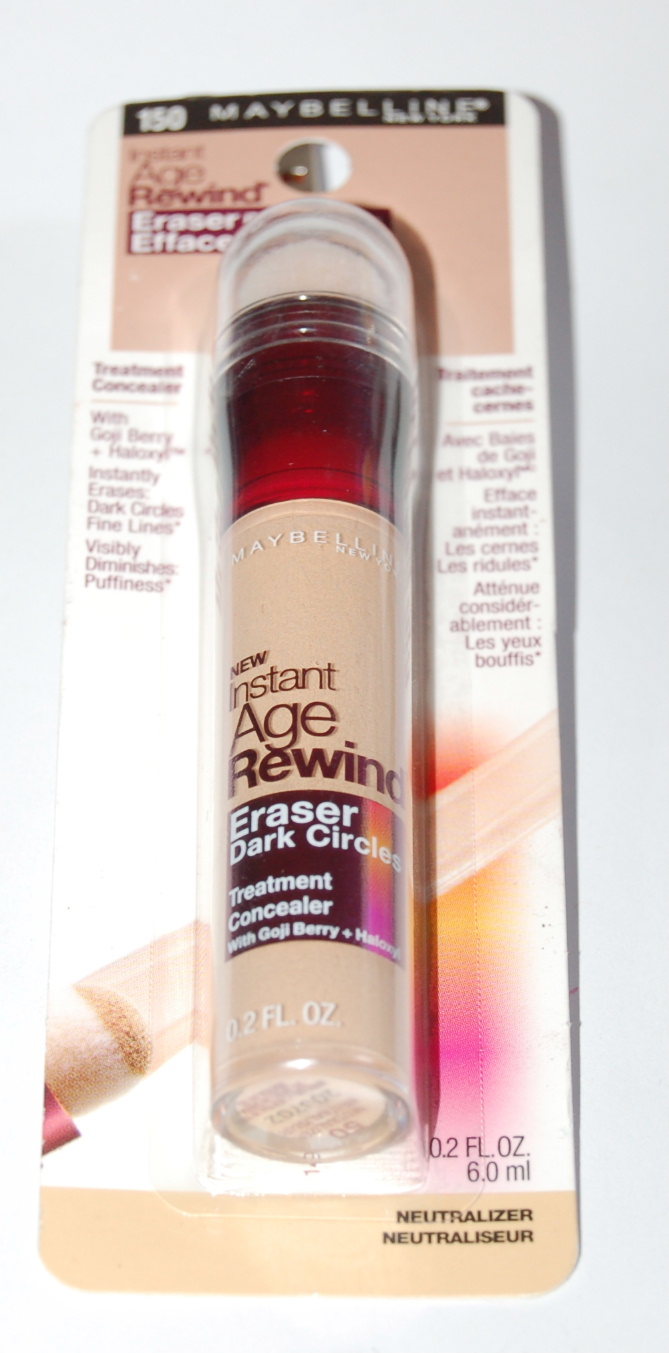 150 MAYBELLINE®
NEW YORK
Instant
Age
Rewind®
Eraser
Efface
Treatment
Concealer
With
Goji Berry
+ Haloxyl™
Instantly
Erases:
Dark Circles
Fine Lines*
Visibly
Diminishes:
Puffiness*
Traitement
cache-
cernes
Avec Baies
de Goji
et Haloxyl™
Efface
instant-
anément :
Les cernes
Les ridules*
Atténue
considér-
ablement :
Les yeux
bouffis*
MAYBELLIN
NEW YO
NEW
Instant
Age
Rewind
Eraser
Dark Circles
Treatment
Concealer
With Goji Berry + Haloxyl
0.2 FL. OZ.
0.2 FL.OZ.
6.0 ml
NEUTRALIZER
NEUTRALISEUR